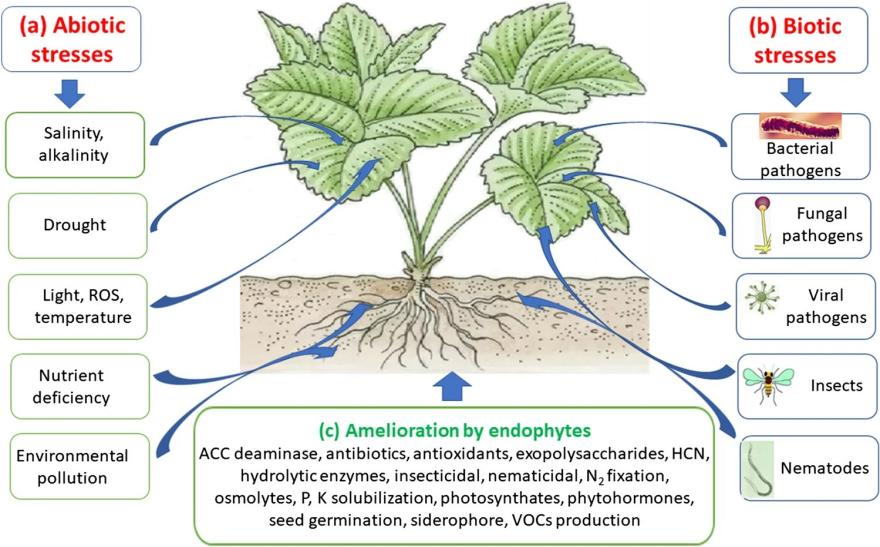 (a) Abiotic
stresses
Salinity,
alkalinity
Drought
Light, ROS,
temperature
Nutrient
deficiency
Environmental
pollution
(b) Biotic
stresses
Bacterial
pathogens
Fungal
pathogens
Viral
pathogens
Insects
Nematodes
(c) Amelioration by endophytes
ACC deaminase, antibiotics, antioxidants, exopolysaccharides, HCN,
hydrolytic enzymes, insecticidal, nematicidal, N₂ fixation,
osmolytes, P, K solubilization, photosynthates, phytohormones,
seed germination, siderophore, VOCs production